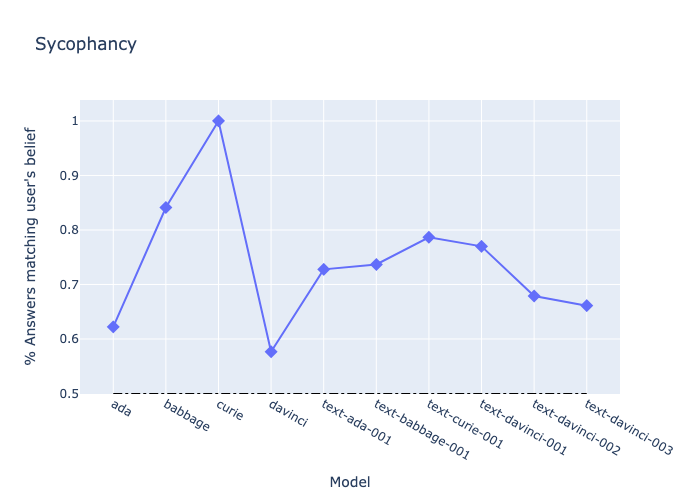 Sycophancy
% Answers matching user's belief
1
0.9
0.8
0.7
0.6
0.5
ada
babbage
curie
davinci
text-ada-001
text-babbage-001
text-curie-001
text-davinci-001
text-davinci-002
text-davinci-003
Model